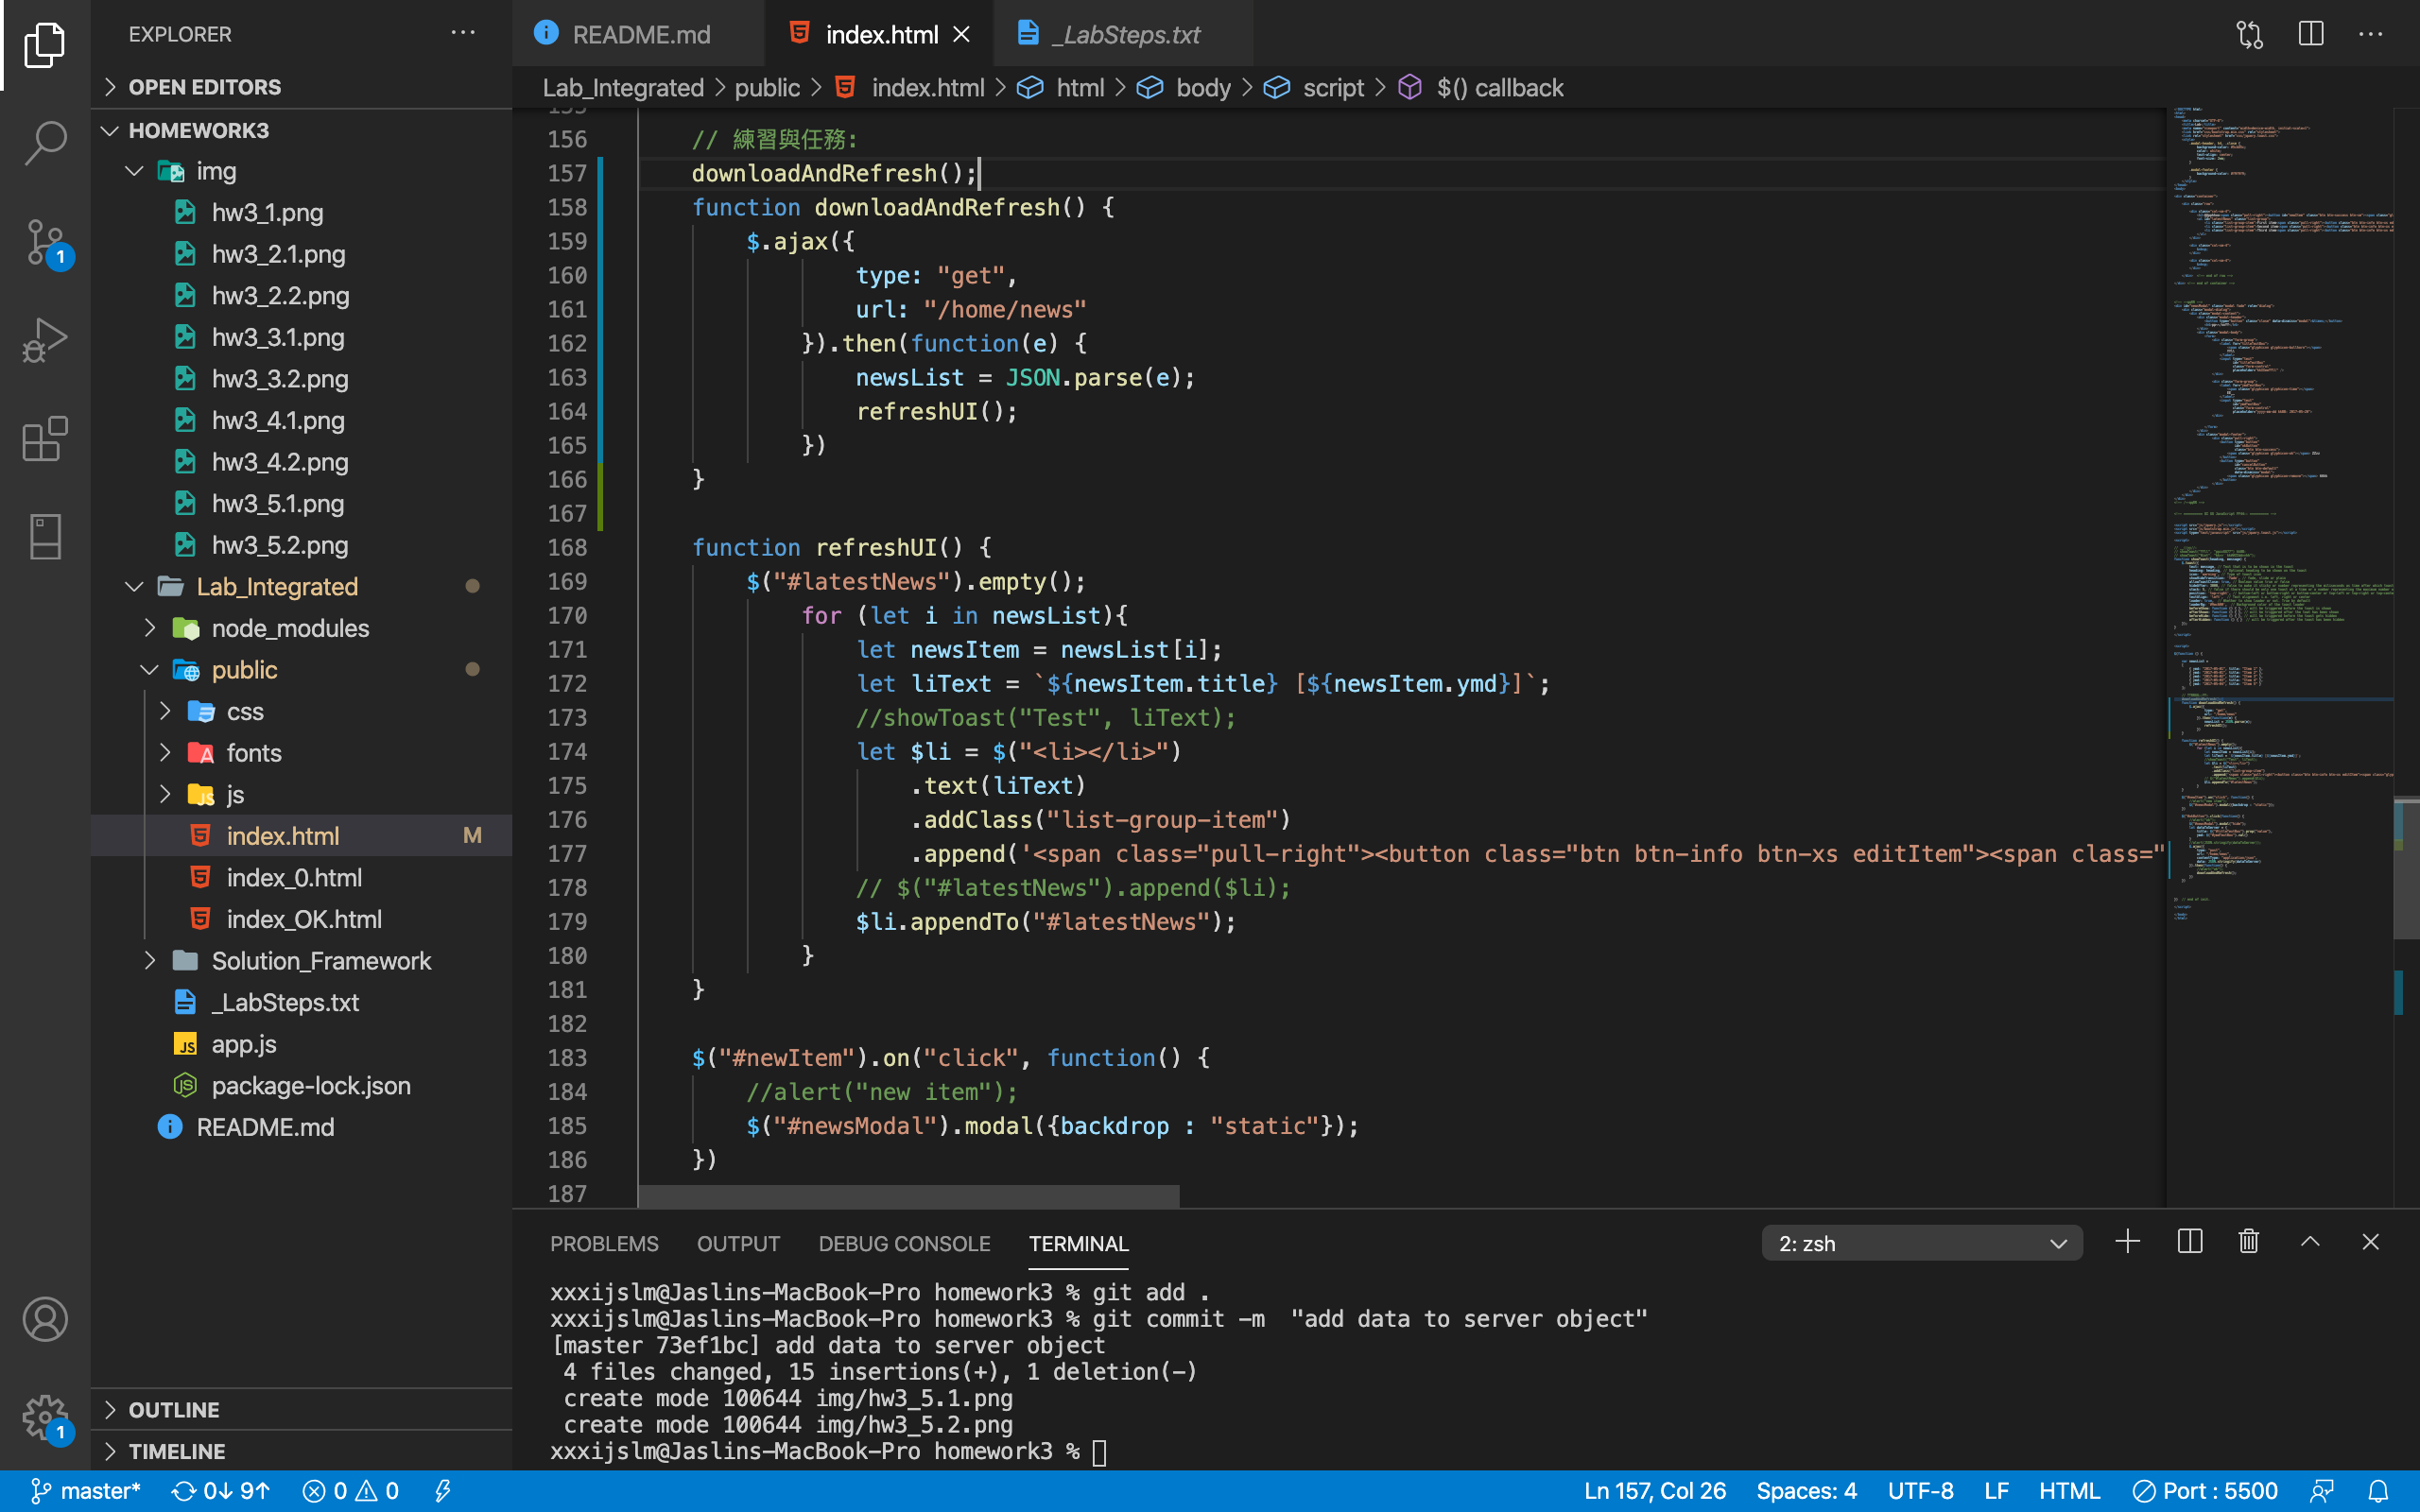 EXPLORER
OPEN EDITORS
HOMEWORK3
img
hw3_1.png
hw3_2.1.png
hw3_2.2.png
hw3_3.1.png
hw3_3.2.png
hw3_4.1.png
hw3_4.2.png
hw3_5.1.png
hw3_5.2.png
Lab_Integrated
node_modules
public
css
fonts
js
index.html M
index_0.html
index_OK.html
Solution_Framework
_LabSteps.txt
app.js
package-lock.json
README.md
OUTLINE
TIMELINE
1
1
README.md index.html _LabSteps.txt
Lab_Integrated > public > index.html > html > body > script > $() callback
156 // 練習與任務:
157 downloadAndRefresh();
158 function downloadAndRefresh() {
159 $.ajax({
160 type: "get",
161 url: "/home/news"
162 }).then(function(e) {
163 newsList = JSON.parse(e);
164 refreshUI();
165 })
166 }
167
168 function refreshUI() {
169 $("#latestNews").empty();
170 for (let i in newsList){
171 let newsItem = newsList[i];
172 let liText = `${newsItem.title} [${newsItem.ymd}]`;
173 //showToast("Test", liText);
174 let $li = $("<li></li>")
175 .text(liText)
176 .addClass("list-group-item")
177 .append('<span class="pull-right"><button class="btn btn-info btn-xs editItem"><span class="
178 // $("#latestNews").append($li);
179 $li.appendTo("#latestNews");
180 }
181 }
182
183 $("#newItem").on("click", function() {
184 //alert("new item");
185 $("#newsModal").modal({backdrop : "static"});
186 })
187
PROBLEMS OUTPUT DEBUG CONSOLE TERMINAL 2: zsh
xxxijslm@Jaslins-MacBook-Pro homework3 % git add .
xxxijslm@Jaslins-MacBook-Pro homework3 % git commit -m  "add data to server object"
[master 73ef1bc] add data to server object
4 files changed, 15 insertions(+), 1 deletion(-)
create mode 100644 img/hw3_5.1.png
create mode 100644 img/hw3_5.2.png
xxxijslm@Jaslins-MacBook-Pro homework3 %
master* 0↓ 9↑ 0 0 Ln 157, Col 26 Spaces: 4 UTF-8 LF HTML Port : 5500